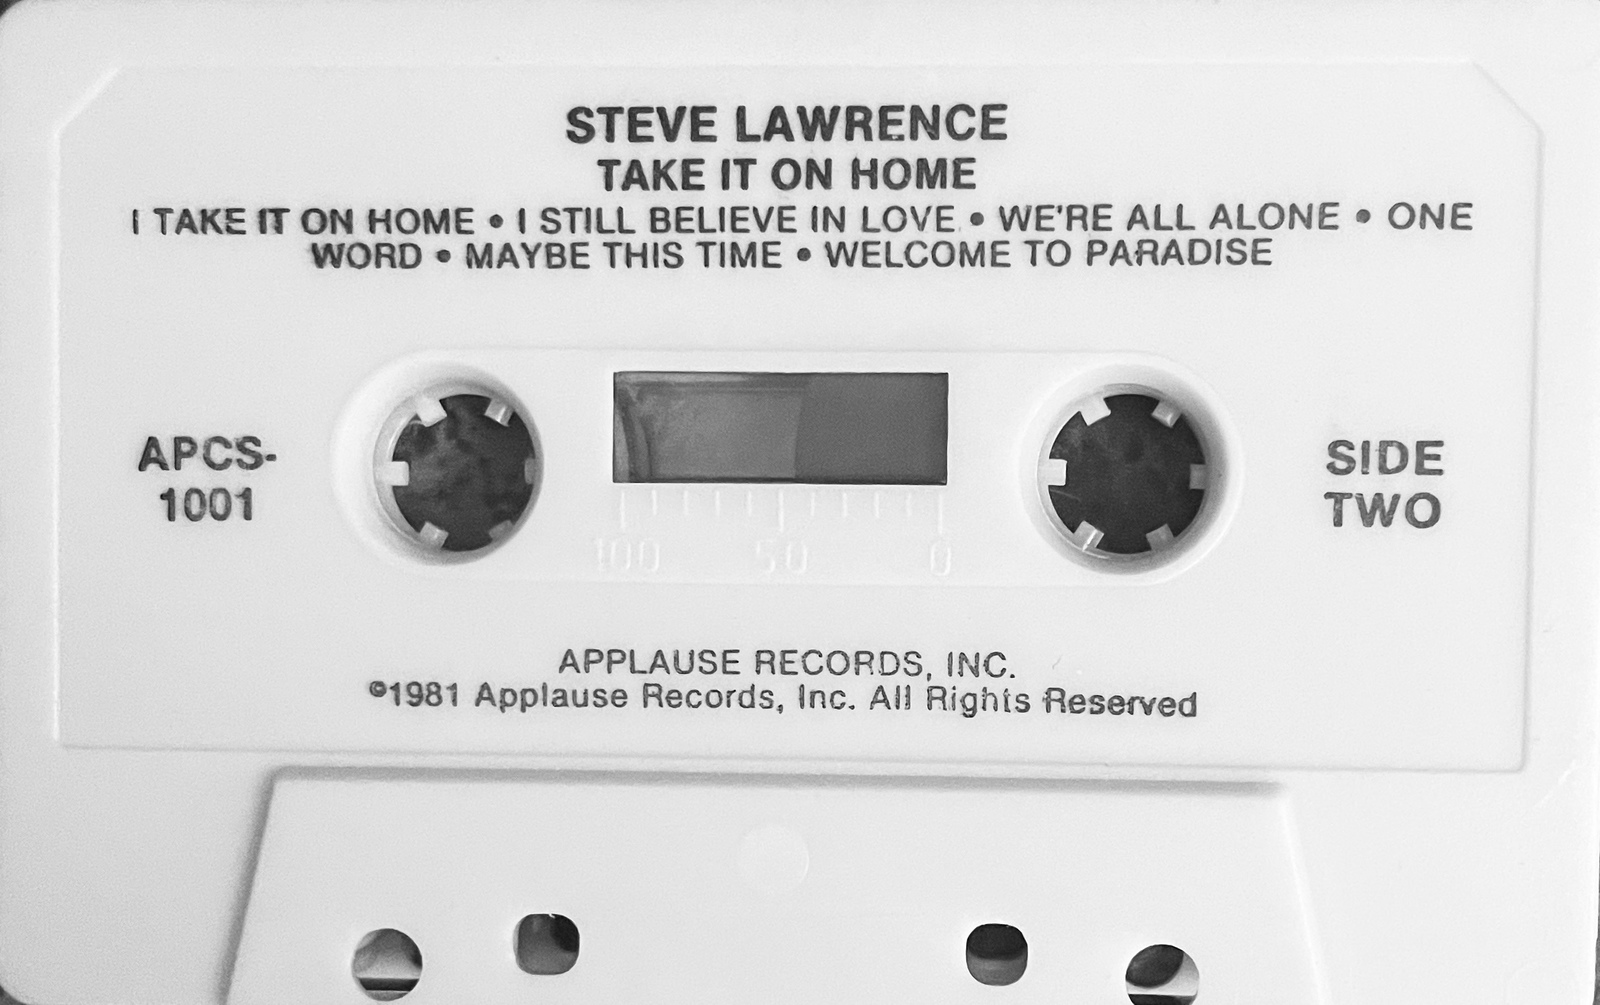 STEVE LAWRENCE
TAKE IT ON HOME
I TAKE IT ON HOME • I STILL BELIEVE IN LOVE • WE'RE ALL ALONE • ONE
WORD • MAYBE THIS TIME • WELCOME TO PARADISE
APCS-
1001
SIDE
TWO
100 50 0
APPLAUSE RECORDS, INC.
©1981 Applause Records, Inc. All Rights Reserved